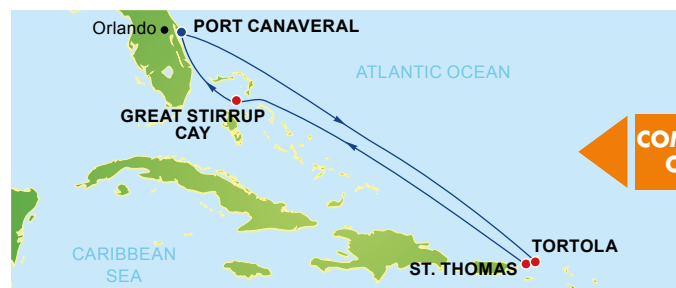 PORT CANAVERAL
Orlando
ATLANTIC OCEAN
GREAT STIRRUP
CAY
TORTOLA
ST. THOMAS
CARIBBEAN
SEA